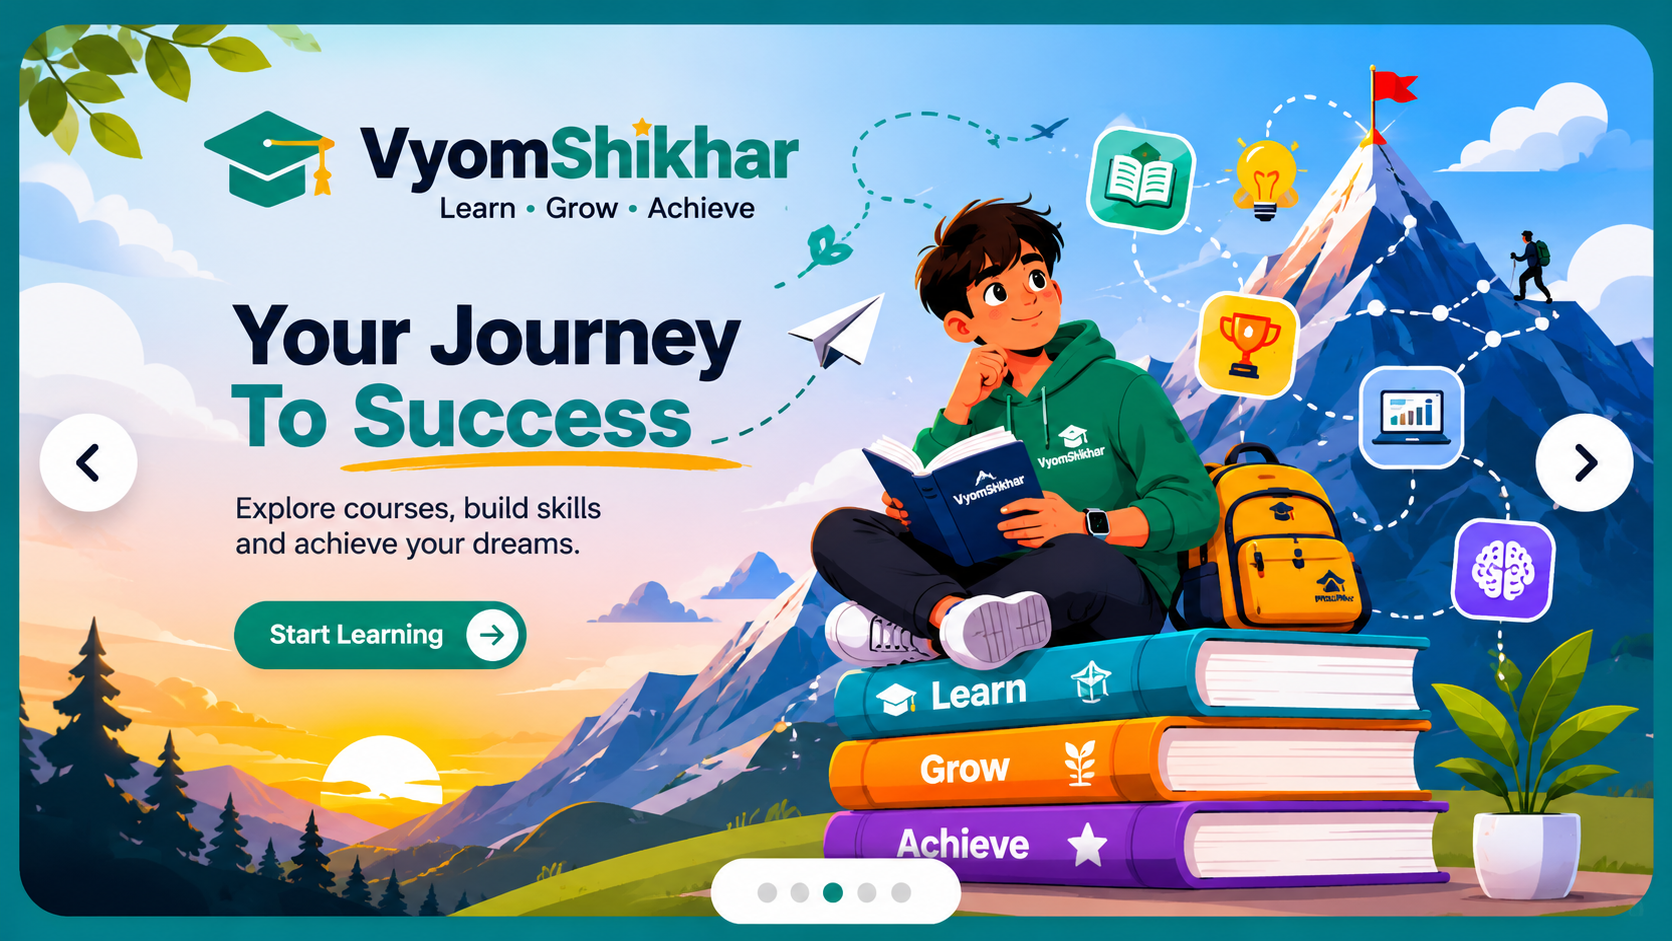 VyomShikhar
Learn • Grow • Achieve
Your Journey
To Success
Explore courses, build skills
and achieve your dreams.
Start Learning
VyomShikhar
VyomShikhar
Learn
Grow
Achieve